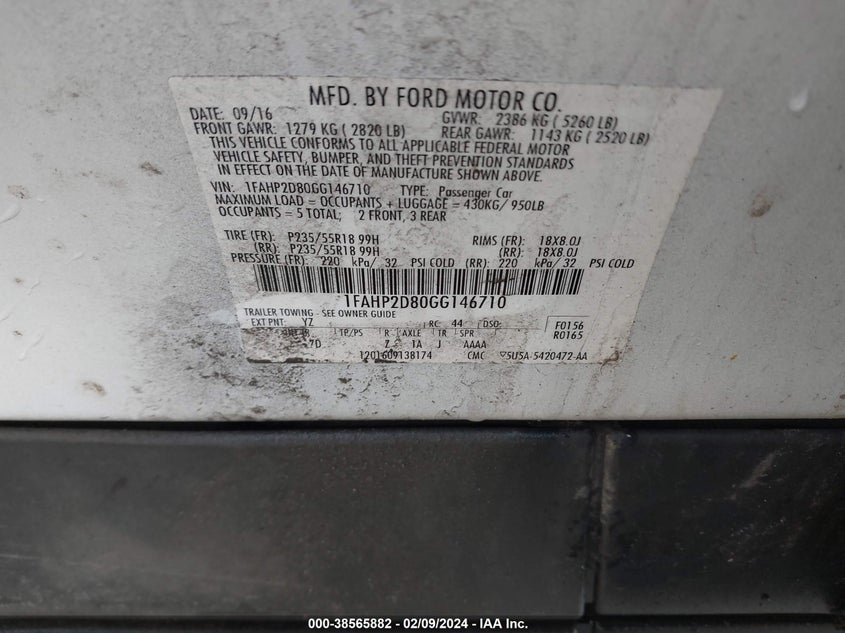 MFD. BY FORD MOTOR CO.
DATE: 09/16 GVWR: 2386 KG ( 5260 LB)
FRONT GAWR: 1279 KG ( 2820 LB) REAR GAWR: 1143 KG ( 2520 LB)
THIS VEHICLE CONFORMS TO ALL APPLICABLE FEDERAL MOTOR
VEHICLE SAFETY, BUMPER, AND THEFT PREVENTION STANDARDS
IN EFFECT ON THE DATE OF MANUFACTURE SHOWN ABOVE.
VIN: 1FAHP2D80GG146710 TYPE: Passenger Car
MAXIMUM LOAD = OCCUPANTS + LUGGAGE = 430KG/ 950LB
OCCUPANTS = 5 TOTAL; 2 FRONT, 3 REAR
TIRE (FR): P235/55R18 99H RIMS (FR): 18X8.0J
(RR): P235/55R18 99H (RR): 18X8.0J
PRESSURE (FR): 220 kPa/ 32 PSI COLD (RR): 220 kPa/ 32 PSI COLD
1FAHP2D80GG146710
TRAILER TOWING - SEE OWNER GUIDE
EXT PNT: YZ RC: 44 DSO: F0156
TP/PS R AXLE TR SPR R0165
7D Z 1A J AAAA
1201609138174 CMC 5U5A-5420472-AA
000-38565882 - 02/09/2024 - IAA Inc.